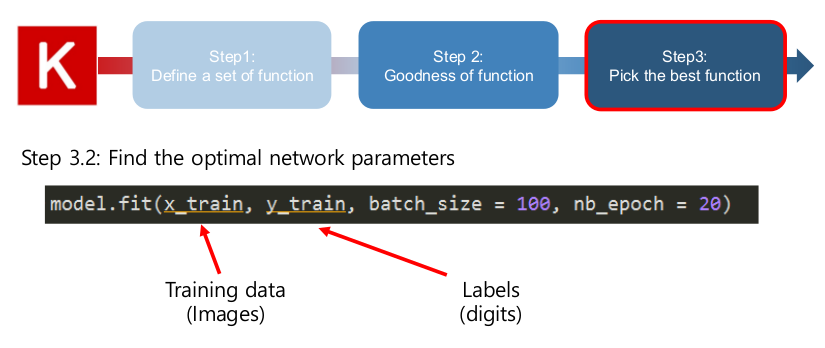 K
Step1:
Define a set of function
Step 2:
Goodness of function
Step3:
Pick the best function
Step 3.2: Find the optimal network parameters
model.fit(x_train, y_train, batch_size = 100, nb_epoch = 20)
Training data
(Images)
Labels
(digits)